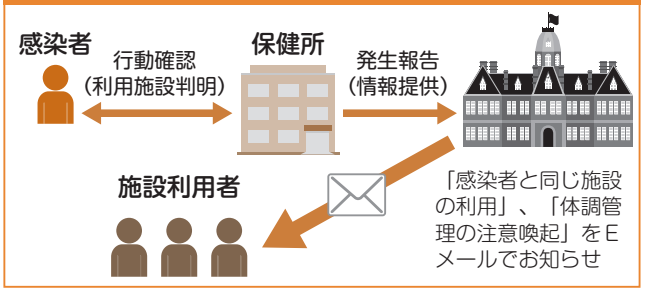 感染者
行動確認
（利用施設判明）
保健所
発生報告
（情報提供）
施設利用者
「感染者と同じ施設
の利用」、「体調管
理の注意喚起」をＥ
メールでお知らせ